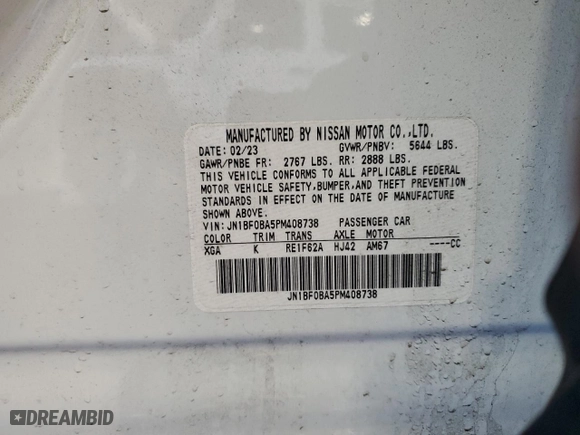 MANUFACTURED BY NISSAN MOTOR CO.,LTD.
DATE: 02/23 GVWR/PNBV: 5644 LBS.
GAWR/PNBE FR: 2767 LBS. RR: 2888 LBS.
THIS VEHICLE CONFORMS TO ALL APPLICABLE FEDERAL
MOTOR VEHICLE SAFETY,BUMPER,AND THEFT PREVENTION
STANDARDS IN EFFECT ON THE DATE OF MANUFACTURE
SHOWN ABOVE.
VIN: JN1BF0BA5PM408738 PASSENGER CAR
COLOR TRIM TRANS AXLE MOTOR
XGA K RE1F62A HJ42 AM67 ----CC
JN1BF0BA5PM408738
DREAMBID